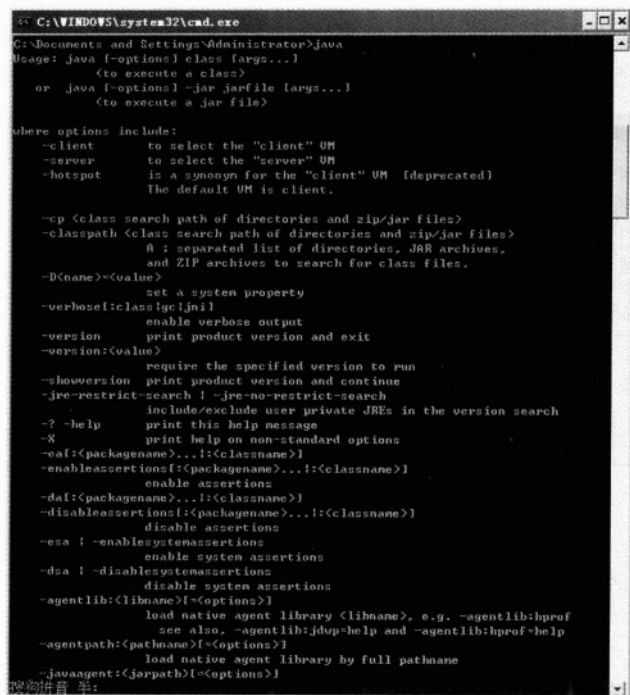 C:\WINDOWS\system32\cmd.exe
C:\Documents and Settings\Administrator>java
Usage: java [-options] class [args...]
(to execute a class)
or java [-options] -jar jarfile [args...]
(to execute a jar file)
where options include:
-client to select the "client" VM
-server to select the "server" VM
-hotspot is a synonym for the "client" VM [deprecated]
The default VM is client.
-cp <class search path of directories and zip/jar files>
-classpath <class search path of directories and zip/jar files>
A ; separated list of directories, JAR archives,
and ZIP archives to search for class files.
-D<name>=<value>
set a system property
-verbose[:class|gc|jni]
enable verbose output
-version print product version and exit
-version:<value>
require the specified version to run
-showversion print product version and continue
-jre-restrict-search | -jre-no-restrict-search
include/exclude user private JREs in the version search
-? -help print this help message
-X print help on non-standard options
-ea[:<packagename>...|:<classname>]
-enableassertions[:<packagename>...|:<classname>]
enable assertions
-da[:<packagename>...|:<classname>]
-disableassertions[:<packagename>...|:<classname>]
disable assertions
-esa | -enablesystemassertions
enable system assertions
-dsa | -disablesystemassertions
disable system assertions
-agentlib:<libname>[=<options>]
load native agent library <libname>, e.g. -agentlib:hprof
see also, -agentlib:jdwp=help and -agentlib:hprof=help
-agentpath:<pathname>[=<options>]
load native agent library by full pathname
-javaagent:<jarpath>[=<options>]
搜狗拼音 半: